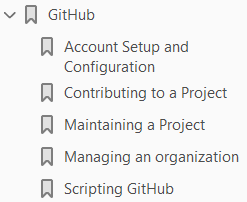 GitHub
Account Setup and
Configuration
Contributing to a Project
Maintaining a Project
Managing an organization
Scripting GitHub